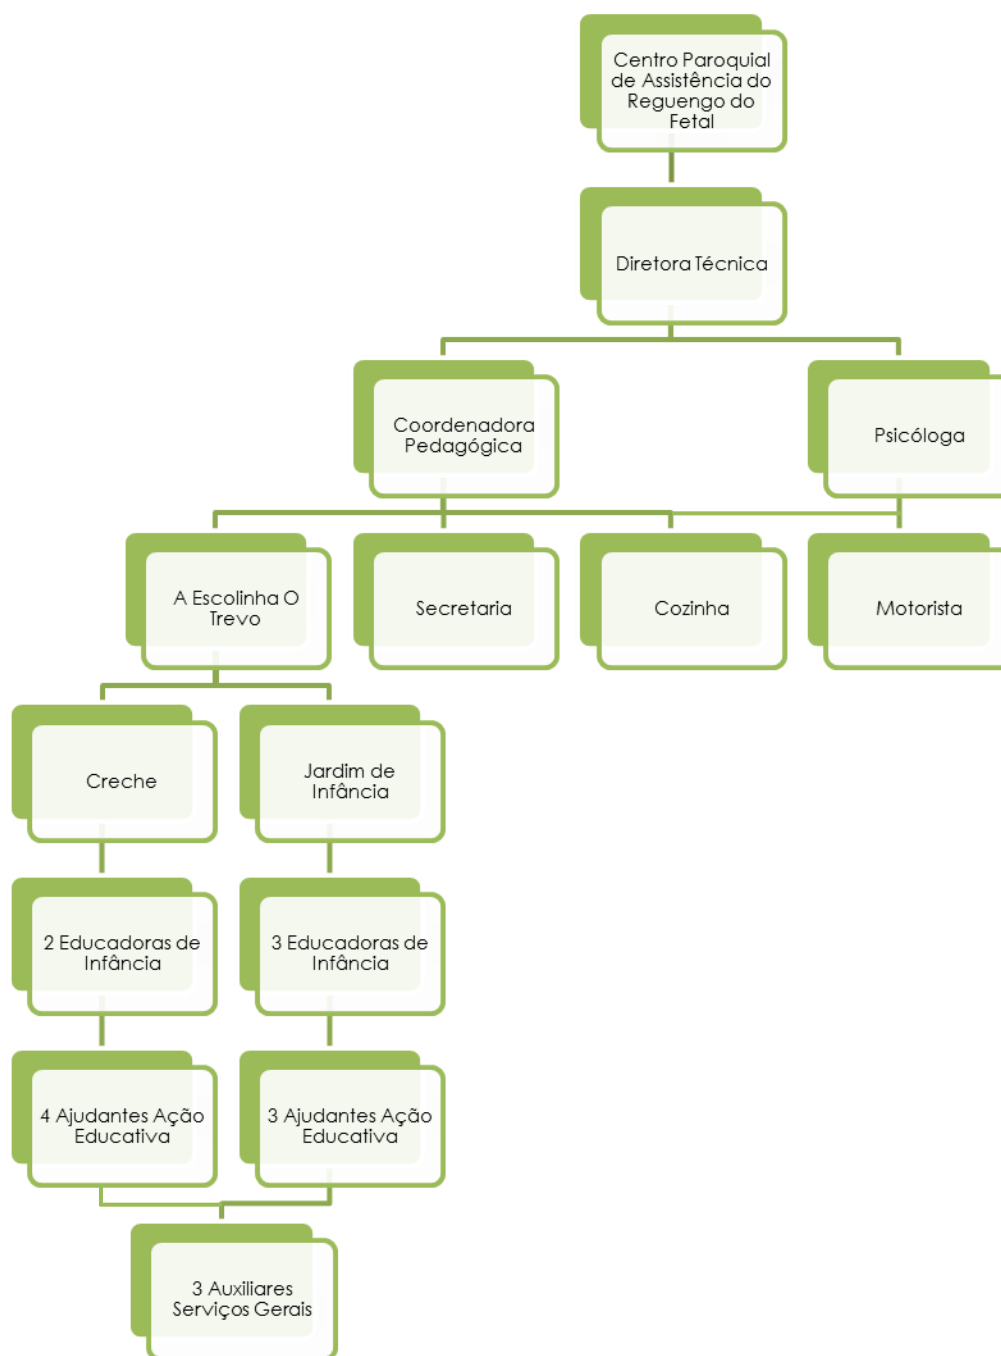 Centro Paroquial
de Assistência do
Reguengo do
Fetal
Diretora Técnica
Coordenadora
Pedagógica
Psicóloga
A Escolinha O
Trevo
Secretaria
Cozinha
Motorista
Creche
Jardim de
Infância
2 Educadoras de
Infância
3 Educadoras de
Infância
4 Ajudantes Ação
Educativa
3 Ajudantes Ação
Educativa
3 Auxiliares
Serviços Gerais